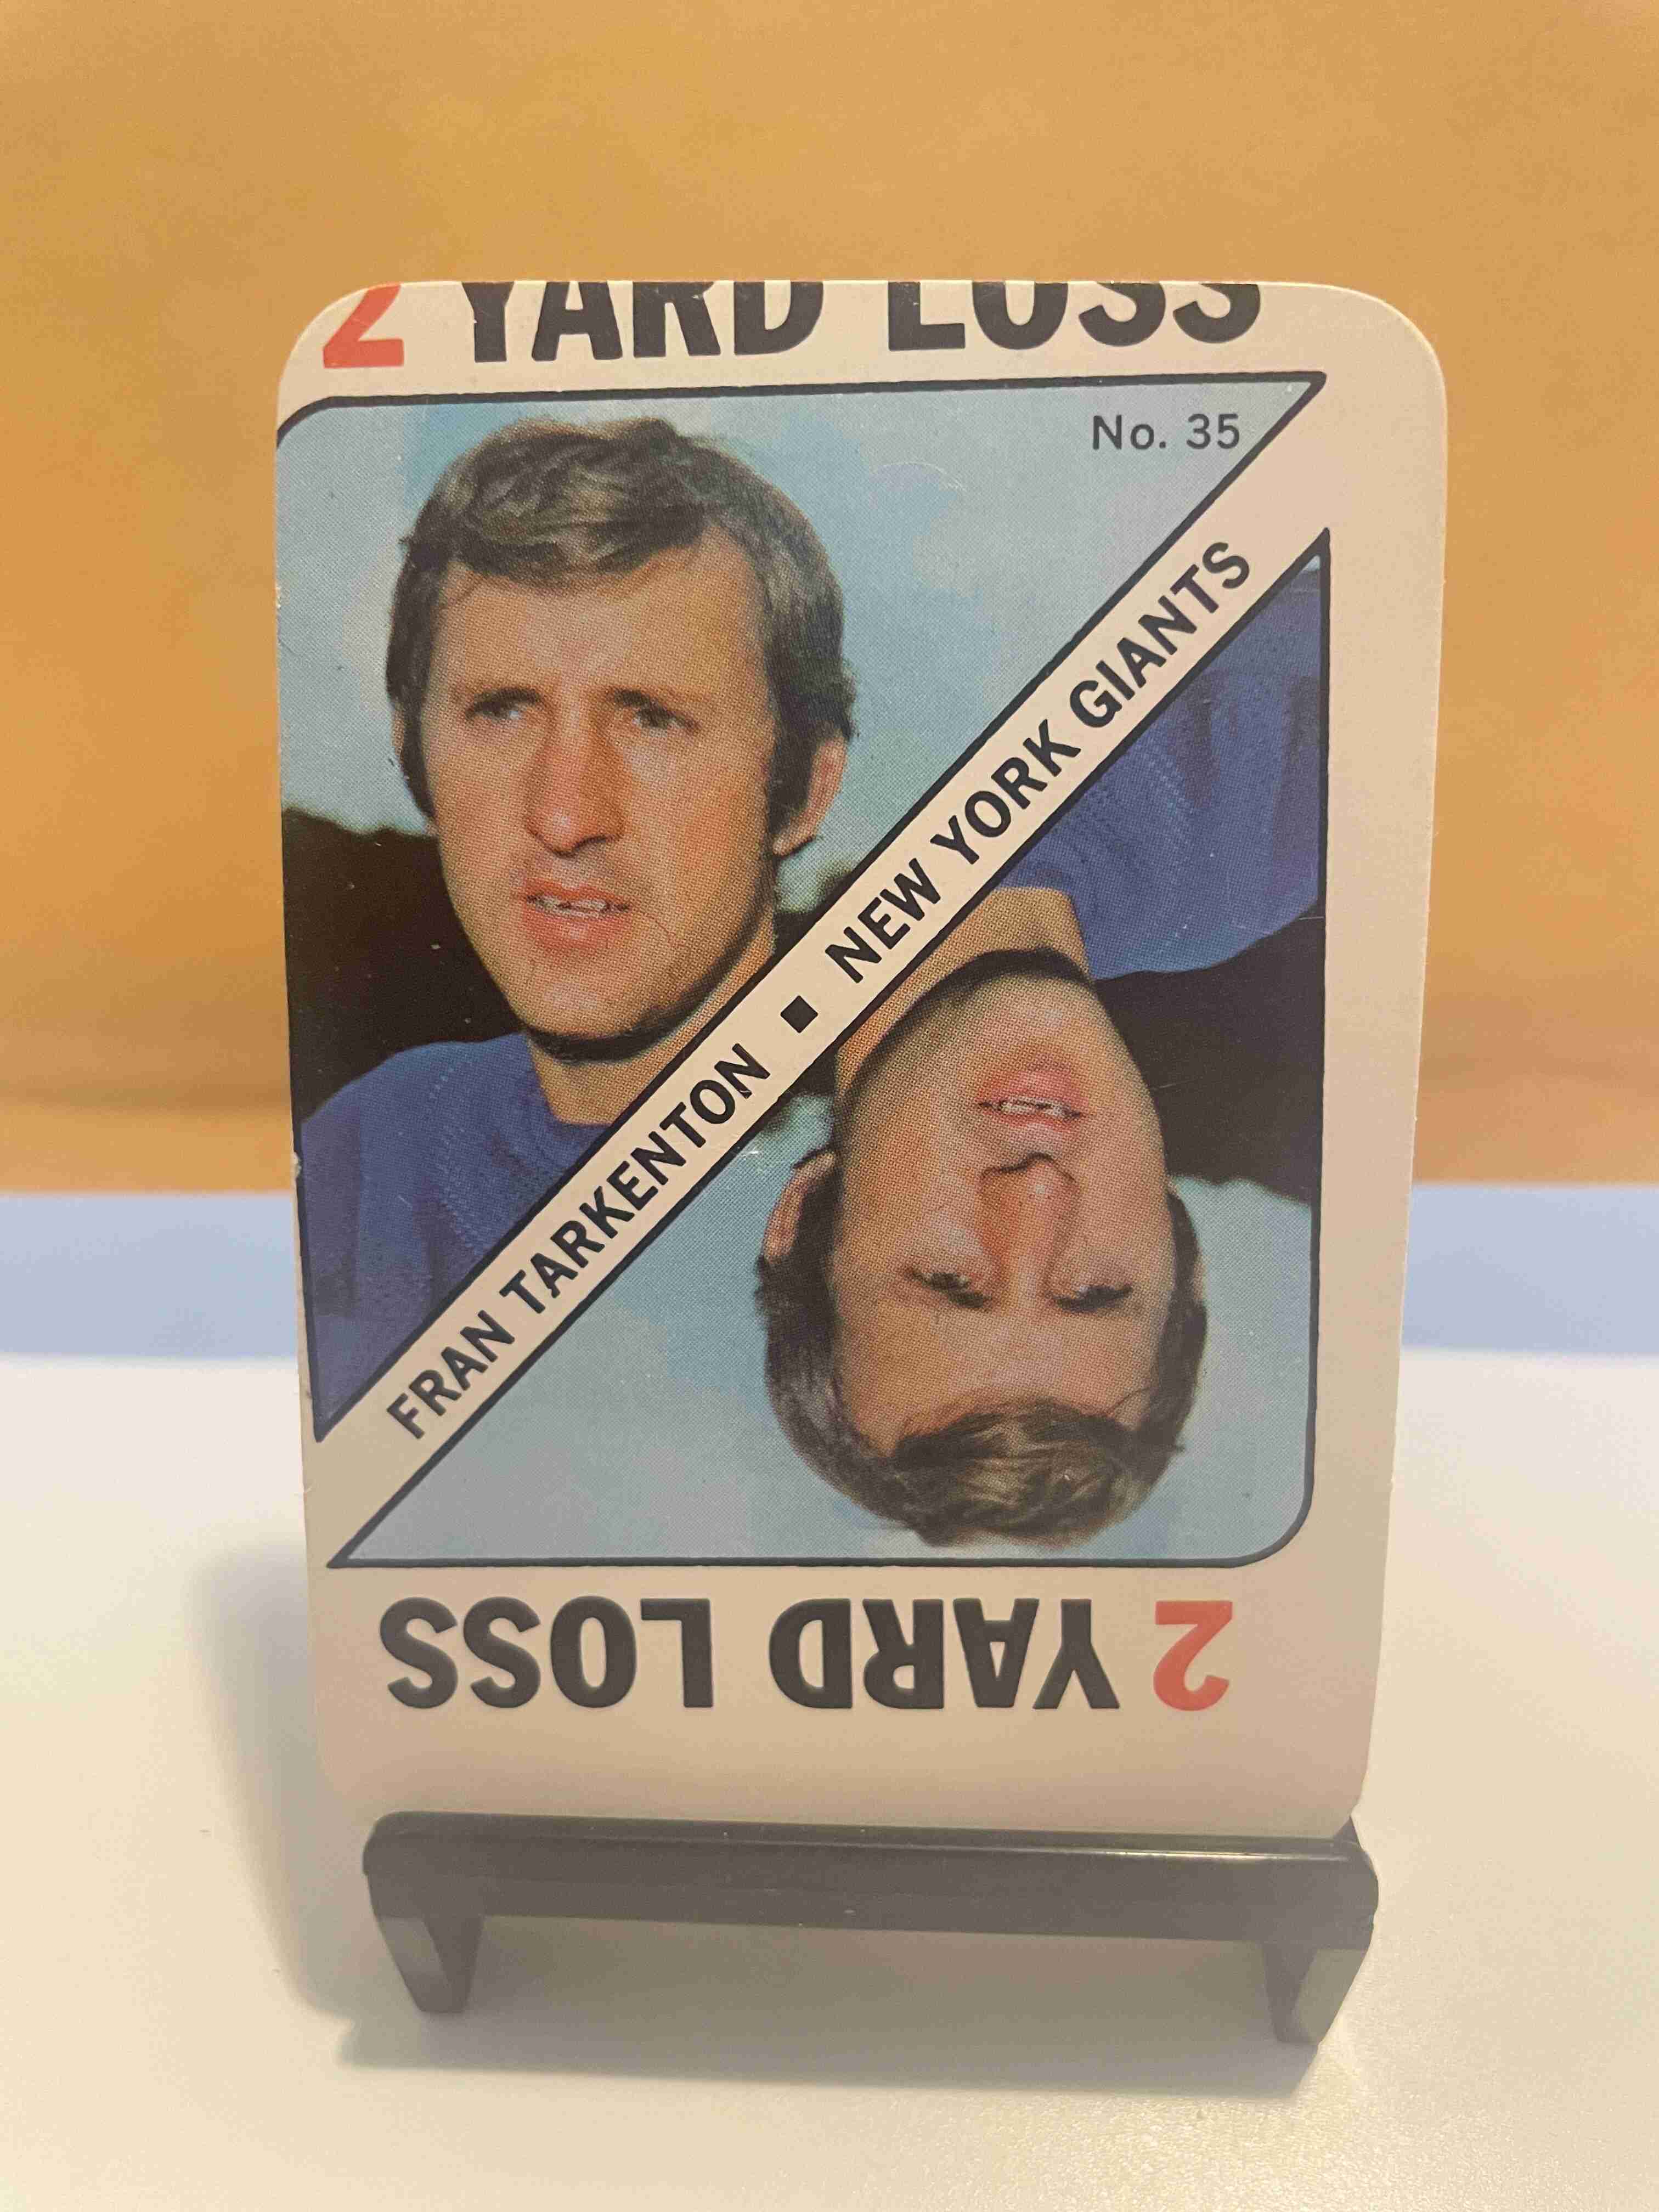 2 YARD LOSS
No. 35
FRAN TARKENTON ▪ NEW YORK GIANTS
2 YARD LOSS